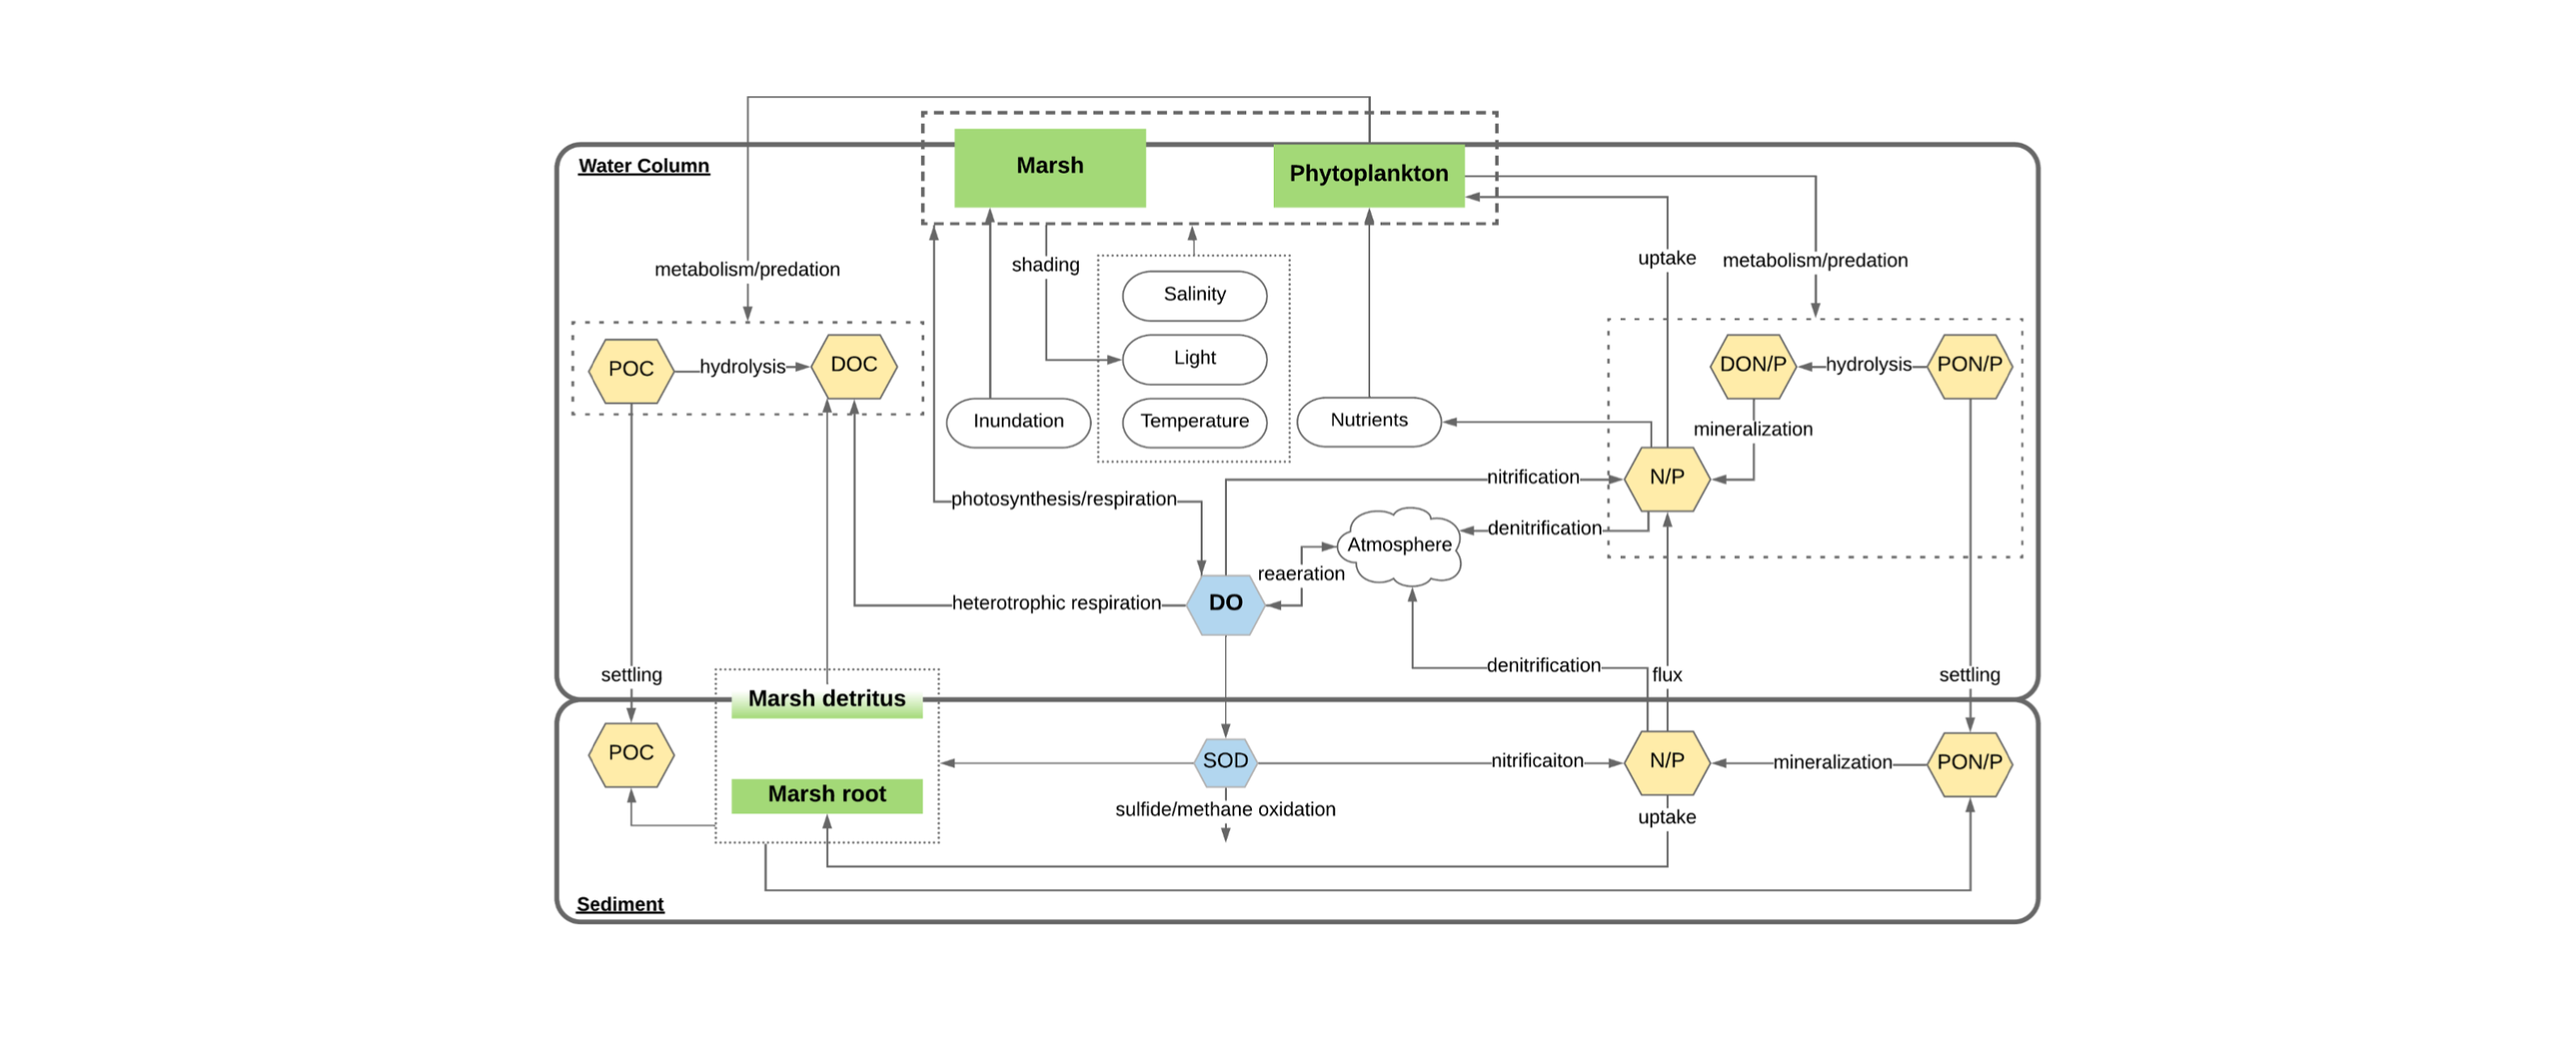 Water Column
Marsh
Phytoplankton
metabolism/predation
shading
uptake
metabolism/predation
Salinity
Light
Temperature
POC
hydrolysis
DOC
DON/P
hydrolysis
PON/P
Inundation
Nutrients
mineralization
photosynthesis/respiration
nitrification
N/P
denitrification
Atmosphere
reaeration
heterotrophic respiration
DO
settling
denitrification
flux
settling
Marsh detritus
POC
SOD
nitrificaiton
N/P
mineralization
PON/P
Marsh root
sulfide/methane oxidation
uptake
Sediment